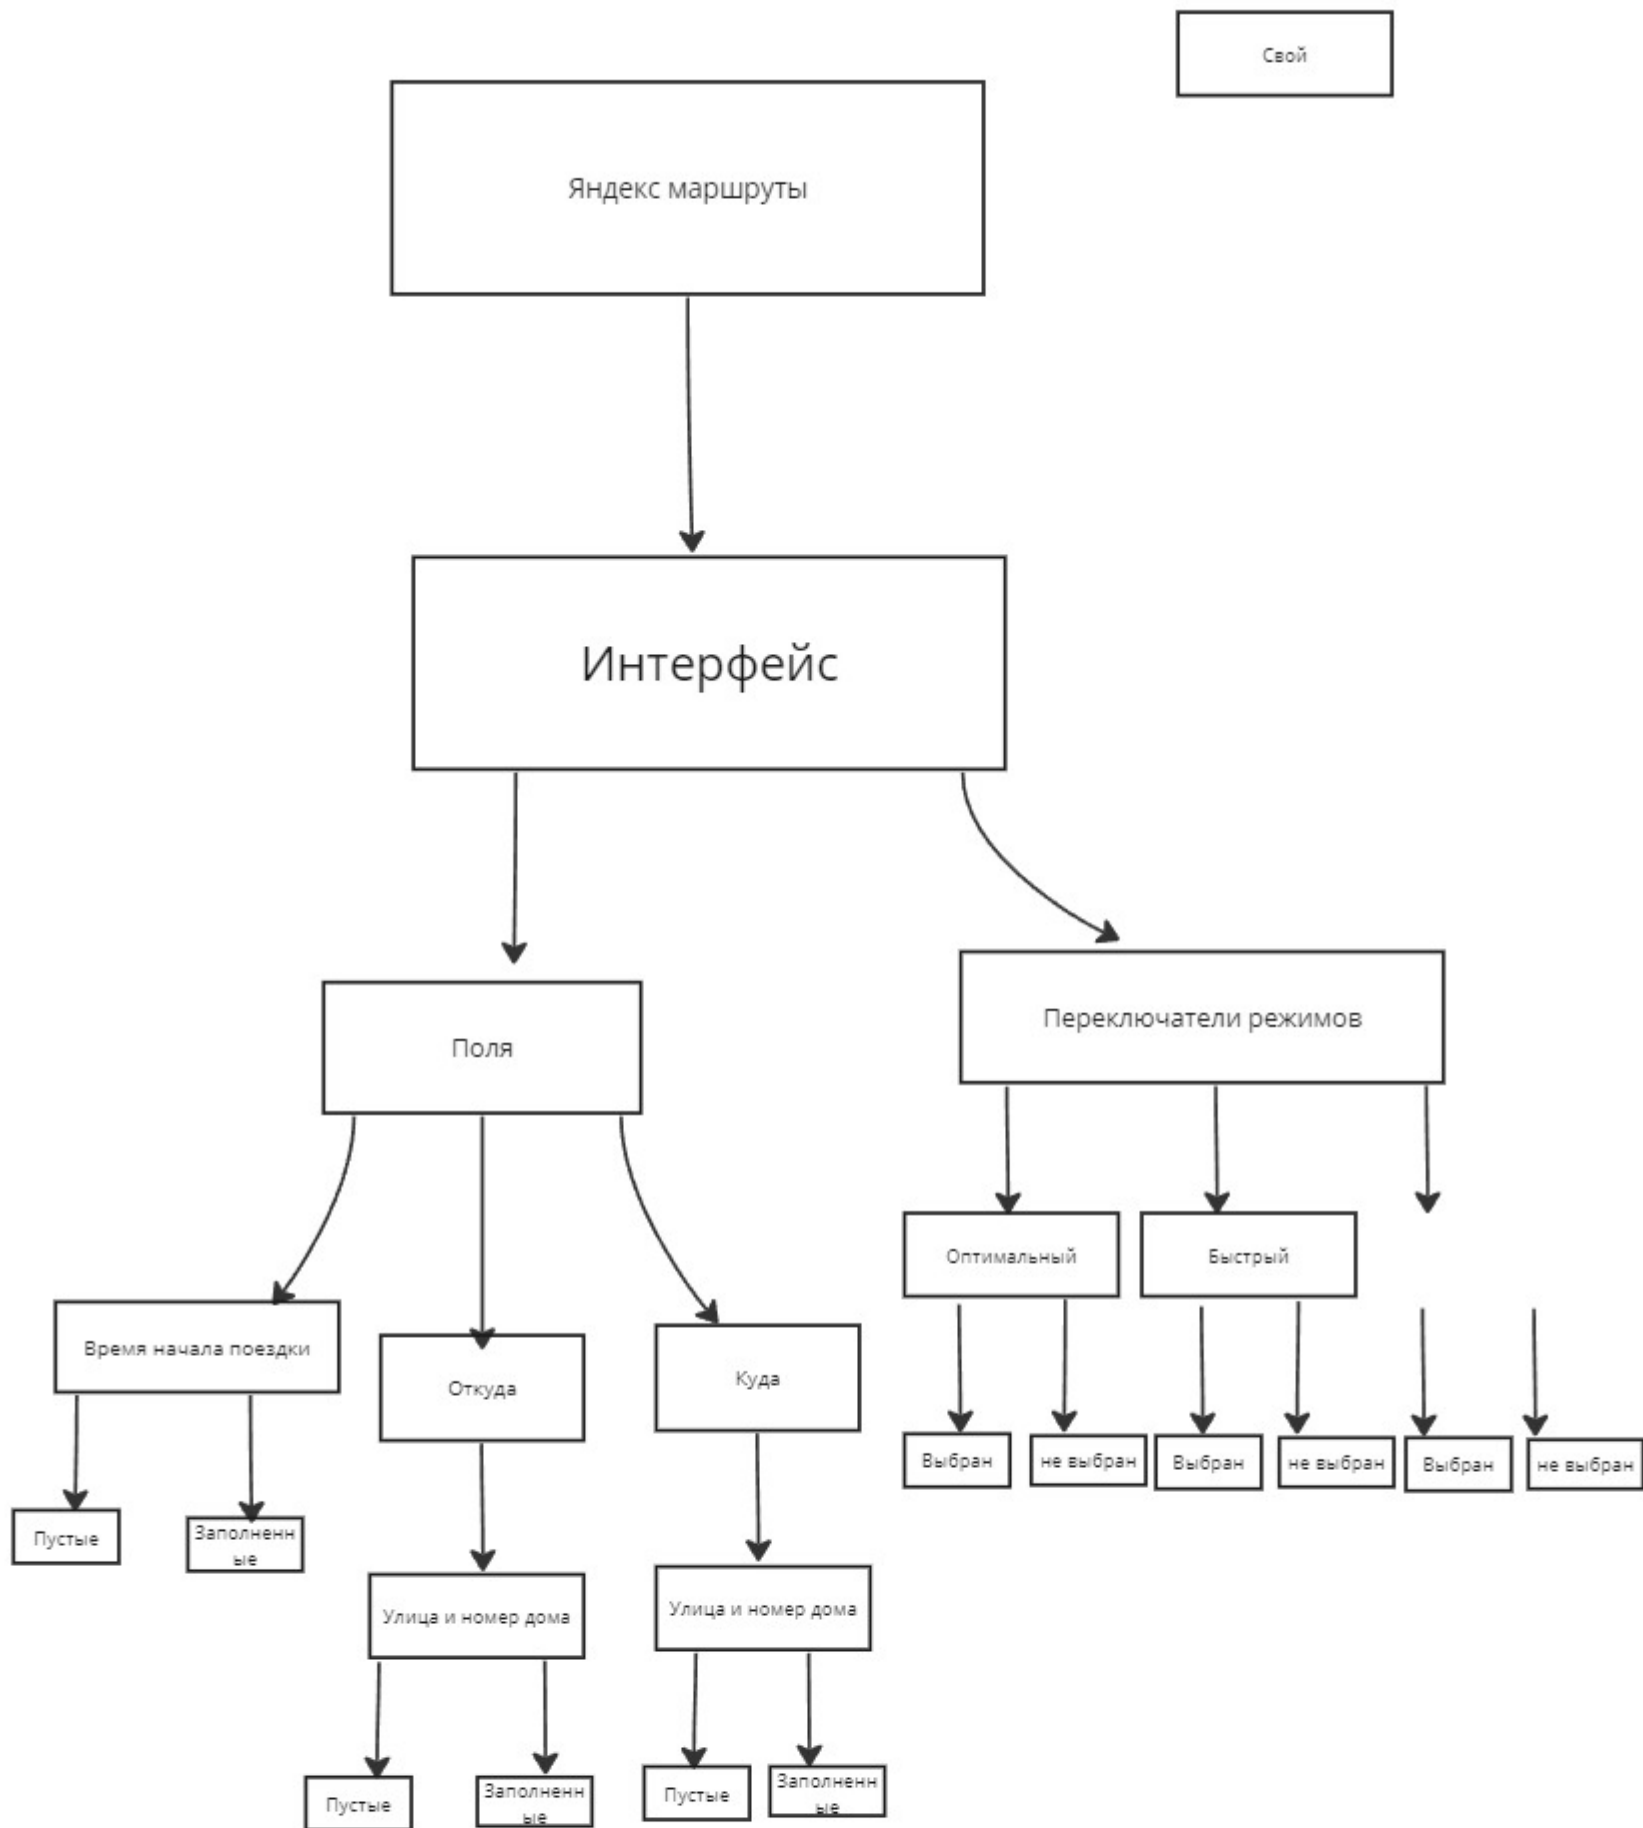 Свой
Яндекс маршруты
Интерфейс
Поля
Переключатели режимов
Оптимальный
Быстрый
Время начала поездки
Откуда
Куда
Выбран
не выбран
Выбран
не выбран
Выбран
не выбран
Пустые
Заполненн
ые
Улица и номер дома
Улица и номер дома
Пустые
Заполненн
ые
Пустые
Заполненн
ые